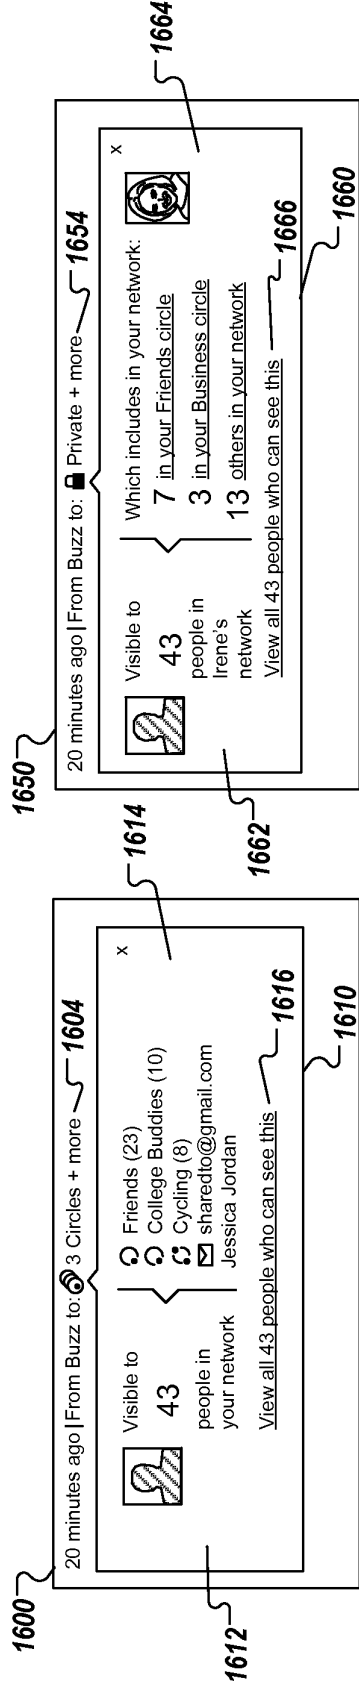 1600
20 minutes ago | From Buzz to: 3 Circles + more
1604
x
Visible to
43
people in
your network
Friends (23)
College Buddies (10)
Cycling (8)
sharedto@gmail.com
Jessica Jordan
View all 43 people who can see this
1612
1614
1616
1610
1650
20 minutes ago | From Buzz to: Private + more
1654
x
Visible to
43
people in
Irene's
network
Which includes in your network:
7 in your Friends circle
3 in your Business circle
13 others in your network
View all 43 people who can see this
1662
1664
1666
1660